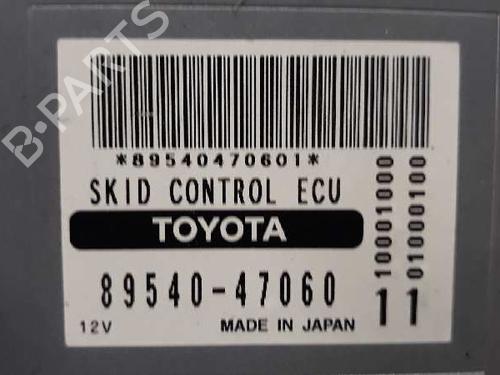 B-PARTS
*89540470601*
SKID CONTROL ECU
TOYOTA
89540-47060
12V MADE IN JAPAN
10001000
01000100
11